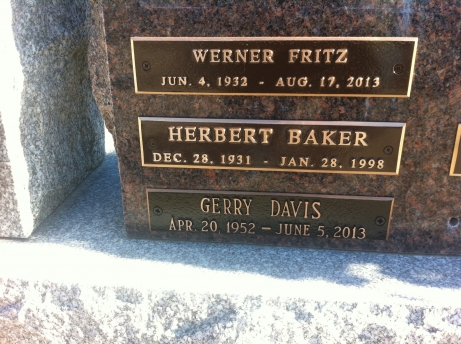 WERNER FRITZ
JUN. 4, 1932 - AUG. 17, 2013
HERBERT BAKER
DEC. 28, 1931 - JAN. 28, 1998
GERRY DAVIS
APR. 20, 1952 – JUNE 5, 2013